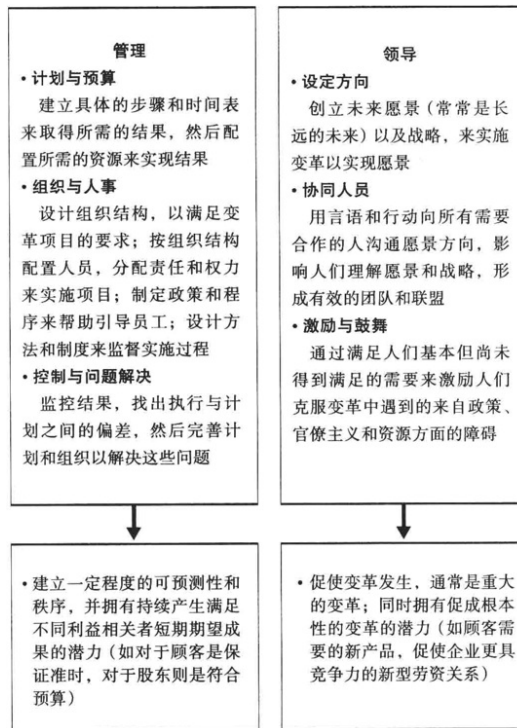 管理
• 计划与预算
建立具体的步骤和时间表
来取得所需的结果，然后配
置所需的资源来实现结果
• 组织与人事
设计组织结构，以满足变
革项目的要求；按组织结构
配置人员，分配责任和权力
来实施项目；制定政策和程
序来帮助引导员工；设计方
法和制度来监督实施过程
• 控制与问题解决
监控结果，找出执行与计
划之间的偏差，然后完善计
划和组织以解决这些问题
领导
• 设定方向
创立未来愿景（常常是长
远的未来）以及战略，来实施
变革以实现愿景
• 协同人员
用言语和行动向所有需要
合作的人沟通愿景方向，影
响人们理解愿景和战略，形
成有效的团队和联盟
• 激励与鼓舞
通过满足人们基本但尚未
得到满足的需要来激励人们
克服变革中遇到的来自政策、
官僚主义和资源方面的障碍
• 建立一定程度的可预测性和
秩序，并拥有持续产生满足
不同利益相关者短期期望成
果的潜力（如对于顾客是保
证准时，对于股东则是符合
预算）
• 促使变革发生，通常是重大
的变革；同时拥有促成根本
性的变革的潜力（如顾客需
要的新产品，促使企业更具
竞争力的新型劳资关系）